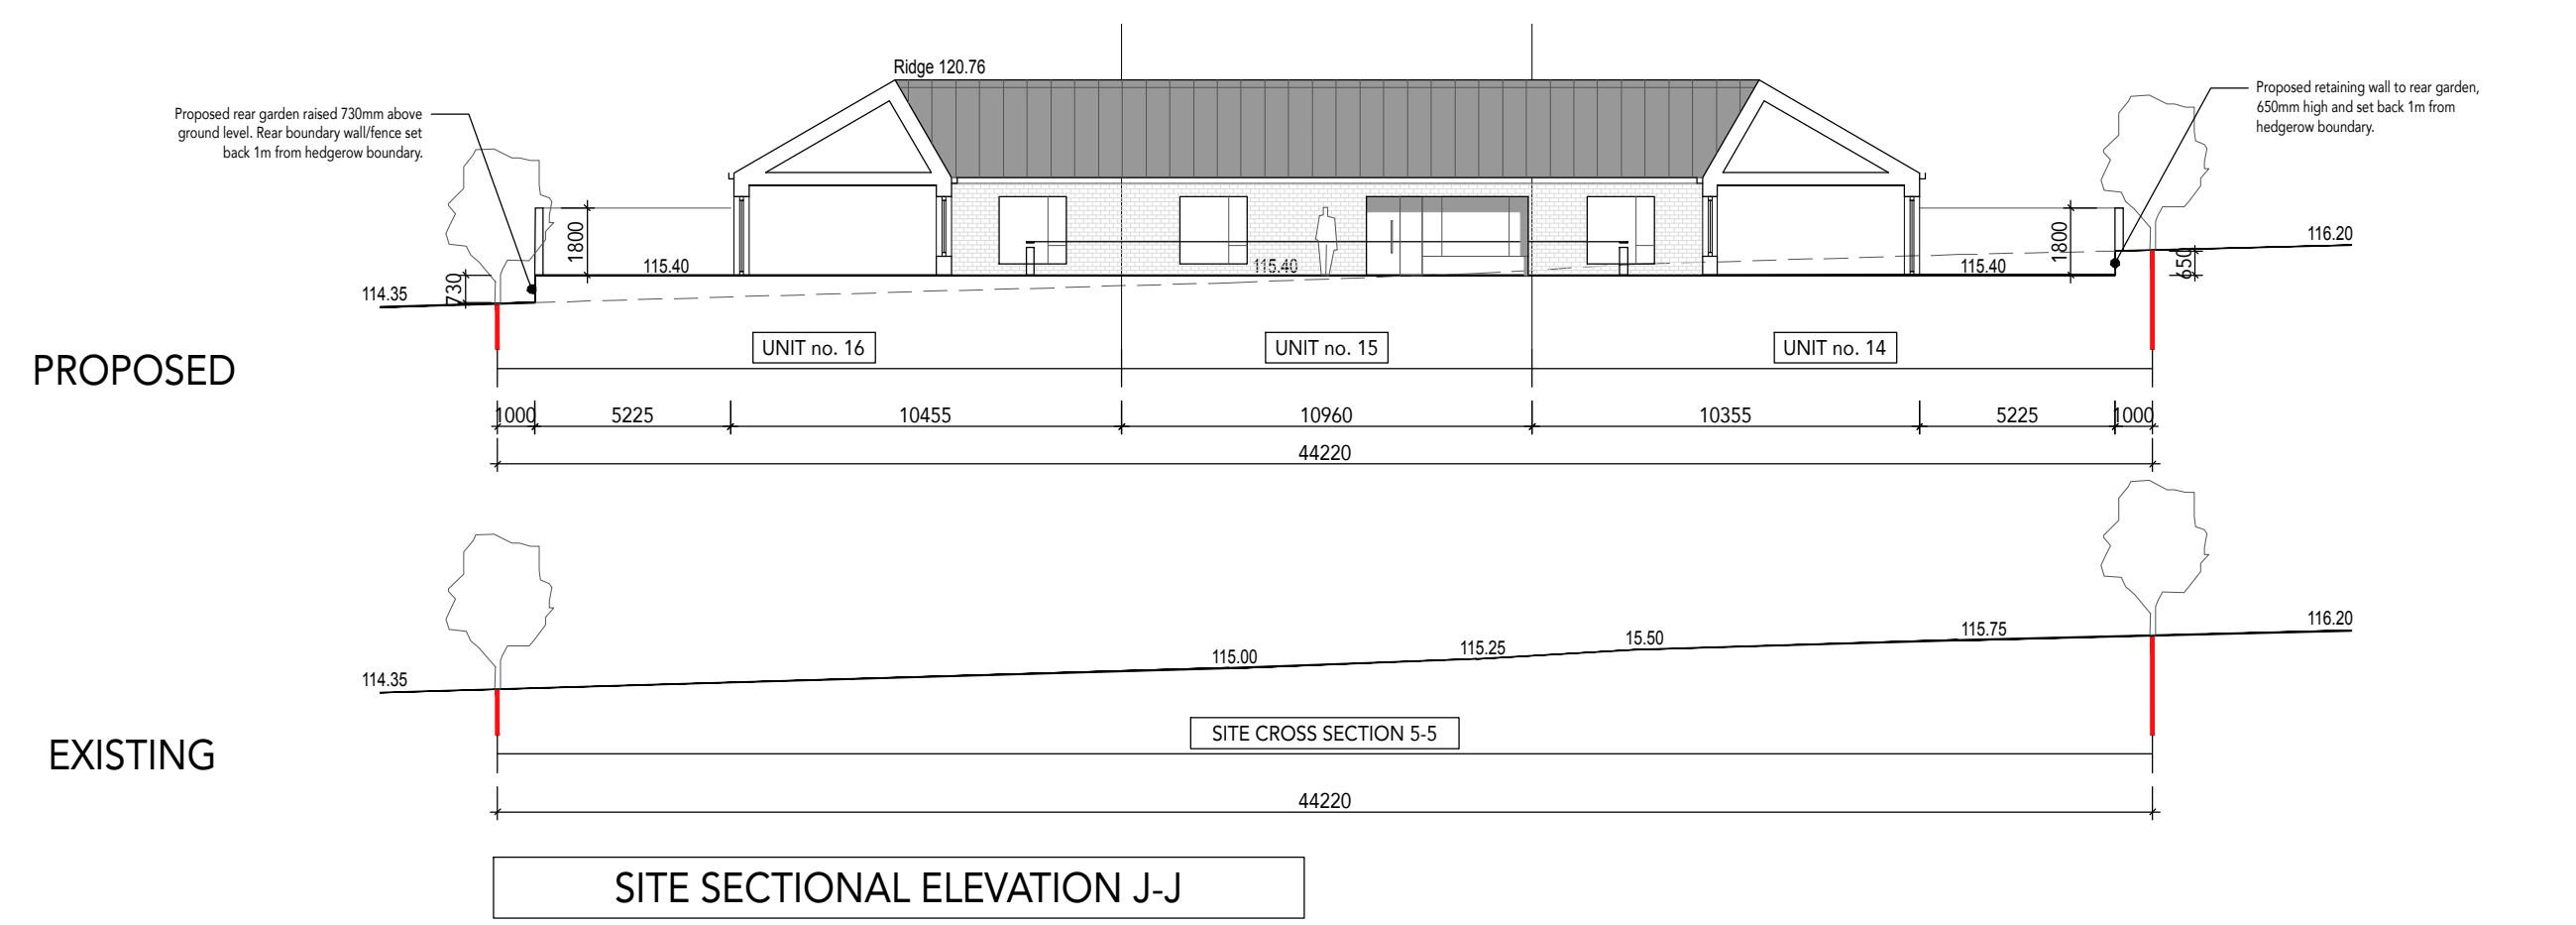 Ridge 120.76
Proposed rear garden raised 730mm above
ground level. Rear boundary wall/fence set
back 1m from hedgerow boundary.
Proposed retaining wall to rear garden,
650mm high and set back 1m from
hedgerow boundary.
1800
1800
116.20
115.40
115.40
115.40
730
650
114.35
UNIT no. 16
UNIT no. 15
UNIT no. 14
PROPOSED
1000
5225
10455
10960
10355
5225
1000
44220
116.20
115.75
15.50
115.25
115.00
114.35
SITE CROSS SECTION 5-5
EXISTING
44220
SITE SECTIONAL ELEVATION J-J